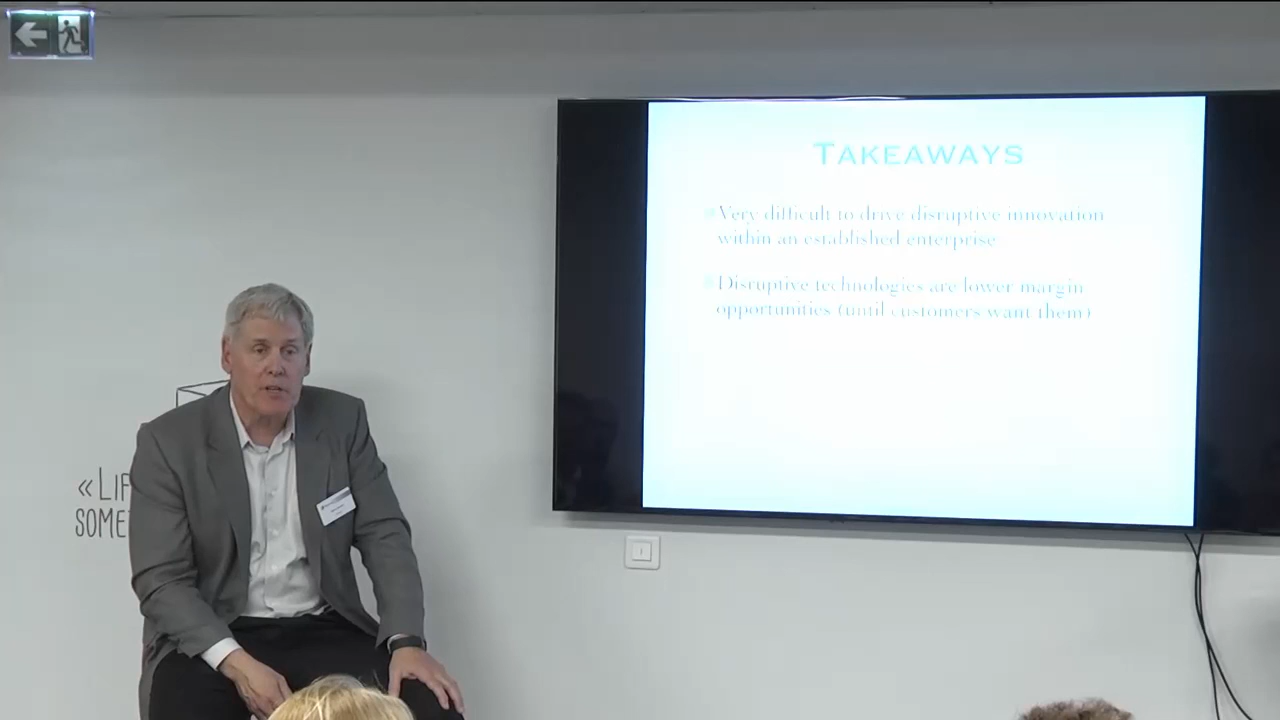 TAKEAWAYS
Very difficult to drive disruptive innovation
within an established enterprise
Disruptive technologies are lower margin
opportunities (until customers want them)
« LIF
SOME